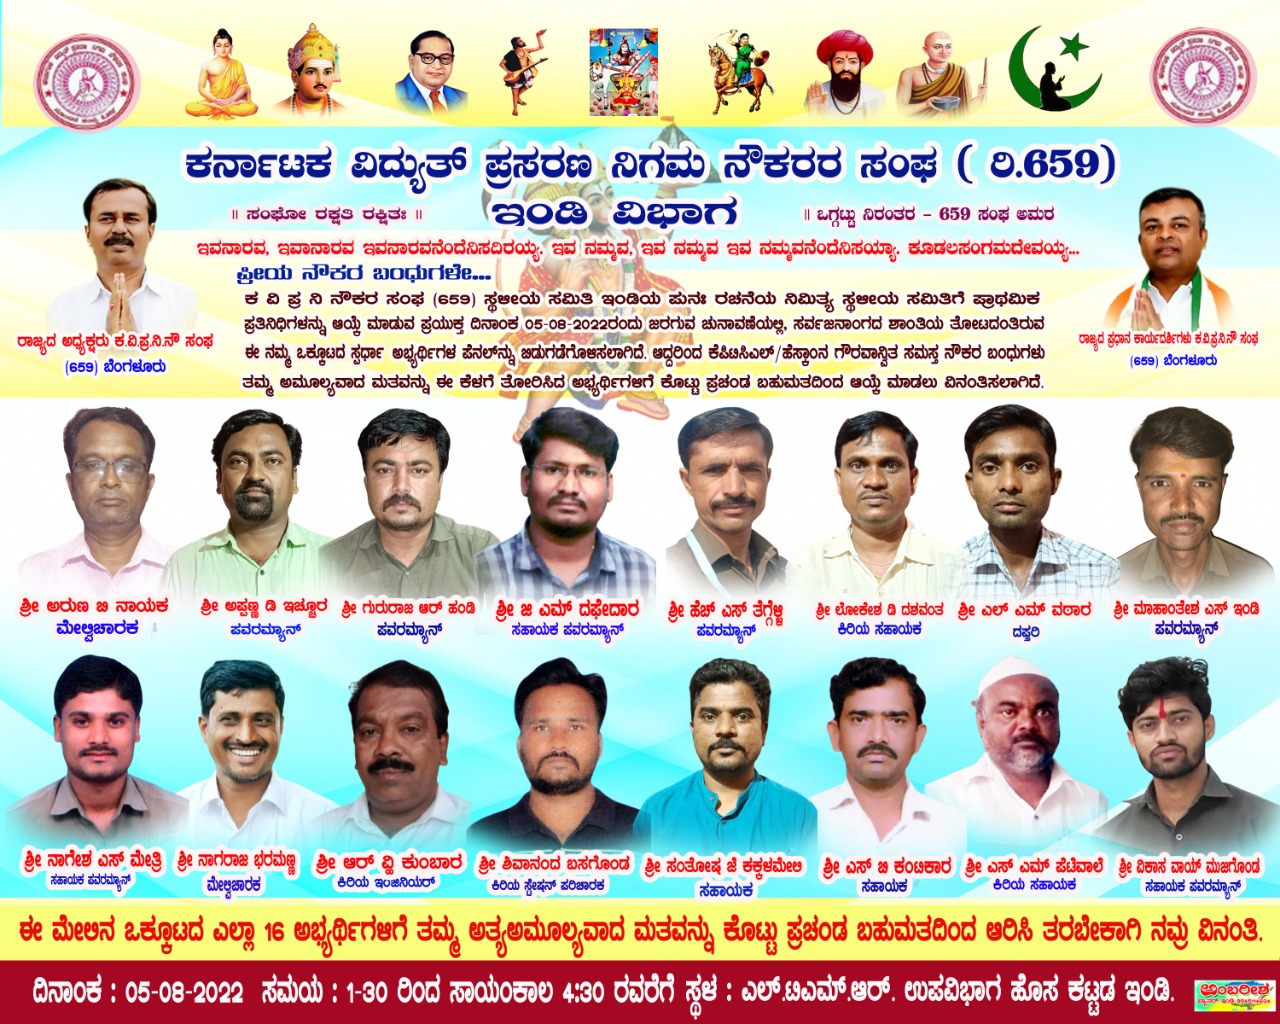 ಕರ್ನಾಟಕ ವಿದ್ಯುತ್ ಪ್ರಸರಣ ನಿಗಮ ನೌಕರರ ಸಂಘ ( ರಿ.659)
॥ ಸಂಘೋ ರಕ್ಷತಿ ರಕ್ಷಿತಃ ॥ ಇಂಡಿ ವಿಭಾಗ ॥ ಒಗ್ಗಟ್ಟು ನಿರಂತರ - 659 ಸಂಘ ಅಮರ
ಇವನಾರವ, ಇವಾನಾರವ ಇವನಾರವನೆಂದೆನಿಸದಿರಯ್ಯ. ಇವ ನಮ್ಮವ, ಇವ ನಮ್ಮವ ಇವ ನಮ್ಮವನೆಂದೆನಿಸಯ್ಯಾ. ಕೂಡಲಸಂಗಮದೇವಯ್ಯ...
ಪ್ರೀಯ ನೌಕರ ಬಂಧುಗಳೇ...
ಕ ವಿ ಪ್ರ ನಿ ನೌಕರ ಸಂಘ (659) ಸ್ಥಳೀಯ ಸಮಿತಿ ಇಂಡಿಯ ಪುನಃ ರಚನೆಯ ನಿಮಿತ್ಯ ಸ್ಥಳೀಯ ಸಮಿತಿಗೆ ಪ್ರಾಥಮಿಕ
ಪ್ರತಿನಿಧಿಗಳನ್ನು ಆಯ್ಕೆ ಮಾಡುವ ಪ್ರಯುಕ್ತ ದಿನಾಂಕ 05-08-2022ರಂದು ಜರಗುವ ಚುನಾವಣೆಯಲ್ಲಿ, ಸರ್ವಜನಾಂಗದ ಶಾಂತಿಯ ತೋಟದಂತಿರುವ
ಈ ನಮ್ಮ ಒಕ್ಕೂಟದ ಸ್ಪರ್ಧಾ ಅಭ್ಯರ್ಥಿಗಳ ಪೆನಲ್‌ನ್ನು ಬಿಡುಗಡೆಗೊಳಿಸಲಾಗಿದೆ. ಆದ್ದರಿಂದ ಕೆಪಿಟಿಸಿಎಲ್/ಹೆಸ್ಕಾಂನ ಗೌರವಾನ್ವಿತ ಸಮಸ್ತ ನೌಕರ ಬಂಧುಗಳು
ತಮ್ಮ ಅಮೂಲ್ಯವಾದ ಮತವನ್ನು ಈ ಕೆಳಗೆ ತೋರಿಸಿದ ಅಭ್ಯರ್ಥಿಗಳಿಗೆ ಕೊಟ್ಟು ಪ್ರಚಂಡ ಬಹುಮತದಿಂದ ಆಯ್ಕೆ ಮಾಡಲು ವಿನಂತಿಸಲಾಗಿದೆ.
ರಾಜ್ಯದ ಅಧ್ಯಕ್ಷರು ಕ.ವಿ.ಪ್ರ.ನಿ.ನೌ ಸಂಘ
(659) ಬೆಂಗಳೂರು
ರಾಜ್ಯದ ಪ್ರಧಾನ ಕಾರ್ಯದರ್ಶಿಗಳು ಕ.ವಿ.ಪ್ರ.ನಿ.ನೌ ಸಂಘ
(659) ಬೆಂಗಳೂರು
ಶ್ರೀ ಅರುಣ ಬಿ ನಾಯಕ
ಮೇಲ್ವಿಚಾರಕ
ಶ್ರೀ ಅಪ್ಪಣ್ಣ ಡಿ ಇಚ್ಚೂರ
ಪವರಮ್ಯಾನ್
ಶ್ರೀ ಗುರುರಾಜ ಆರ್ ಹಂಡಿ
ಪವರಮ್ಯಾನ್
ಶ್ರೀ ಜಿ ಎಮ್ ದಫೇದಾರ
ಸಹಾಯಕ ಪವರಮ್ಯಾನ್
ಶ್ರೀ ಹೆಚ್ ಎಸ್ ತೆಗ್ಗೆಳ್ಳಿ
ಪವರಮ್ಯಾನ್
ಶ್ರೀ ಲೋಕೇಶ ಡಿ ದಶವಂತ
ಕಿರಿಯ ಸಹಾಯಕ
ಶ್ರೀ ಎಲ್ ಎಮ್ ವಠಾರ
ದಫ್ತರಿ
ಶ್ರೀ ಮಾಹಾಂತೇಶ ಎಸ್ ಇಂಡಿ
ಪವರಮ್ಯಾನ್
ಶ್ರೀ ನಾಗೇಶ ಎಸ್ ಮೇತ್ರಿ
ಸಹಾಯಕ ಪವರಮ್ಯಾನ್
ಶ್ರೀ ನಾಗರಾಜ ಭರಮಣ್ಣ
ಮೇಲ್ವಿಚಾರಕ
ಶ್ರೀ ಆರ್ ವ್ಹಿ ಕುಂಬಾರ
ಕಿರಿಯ ಇಂಜಿನಿಯರ್
ಶ್ರೀ ಶಿವಾನಂದ ಬಸಗೊಂಡ
ಕಿರಿಯ ಸ್ಟೇಷನ್ ಪರಿಚಾರಕ
ಶ್ರೀ ಸಂತೋಷ ಜೆ ಕಕ್ಕಳಮೇಲಿ
ಸಹಾಯಕ
ಶ್ರೀ ಎಸ್ ಬಿ ಕಂಟಿಕಾರ
ಸಹಾಯಕ
ಶ್ರೀ ಎಸ್ ಎಮ್ ಪಟೆವಾಲೆ
ಕಿರಿಯ ಸಹಾಯಕ
ಶ್ರೀ ವಿಕಾಸ ವಾಯ್ ಮುಜಗೊಂಡ
ಸಹಾಯಕ ಪವರಮ್ಯಾನ್
ಈ ಮೇಲಿನ ಒಕ್ಕೂಟದ ಎಲ್ಲಾ 16 ಅಭ್ಯರ್ಥಿಗಳಿಗೆ ತಮ್ಮ ಅತ್ಯಅಮೂಲ್ಯವಾದ ಮತವನ್ನು ಕೊಟ್ಟು ಪ್ರಚಂಡ ಬಹುಮತದಿಂದ ಆರಿಸಿ ತರಬೇಕಾಗಿ ನಮ್ರ ವಿನಂತಿ.
ದಿನಾಂಕ : 05-08-2022 ಸಮಯ : 1-30 ರಿಂದ ಸಾಯಂಕಾಲ 4:30 ರವರೆಗೆ ಸ್ಥಳ : ಎಲ್.ಟಿಎಮ್.ಆರ್. ಉಪವಿಭಾಗ ಹೊಸ ಕಟ್ಟಡ ಇಂಡಿ.
ಅಂಬರೀಶ